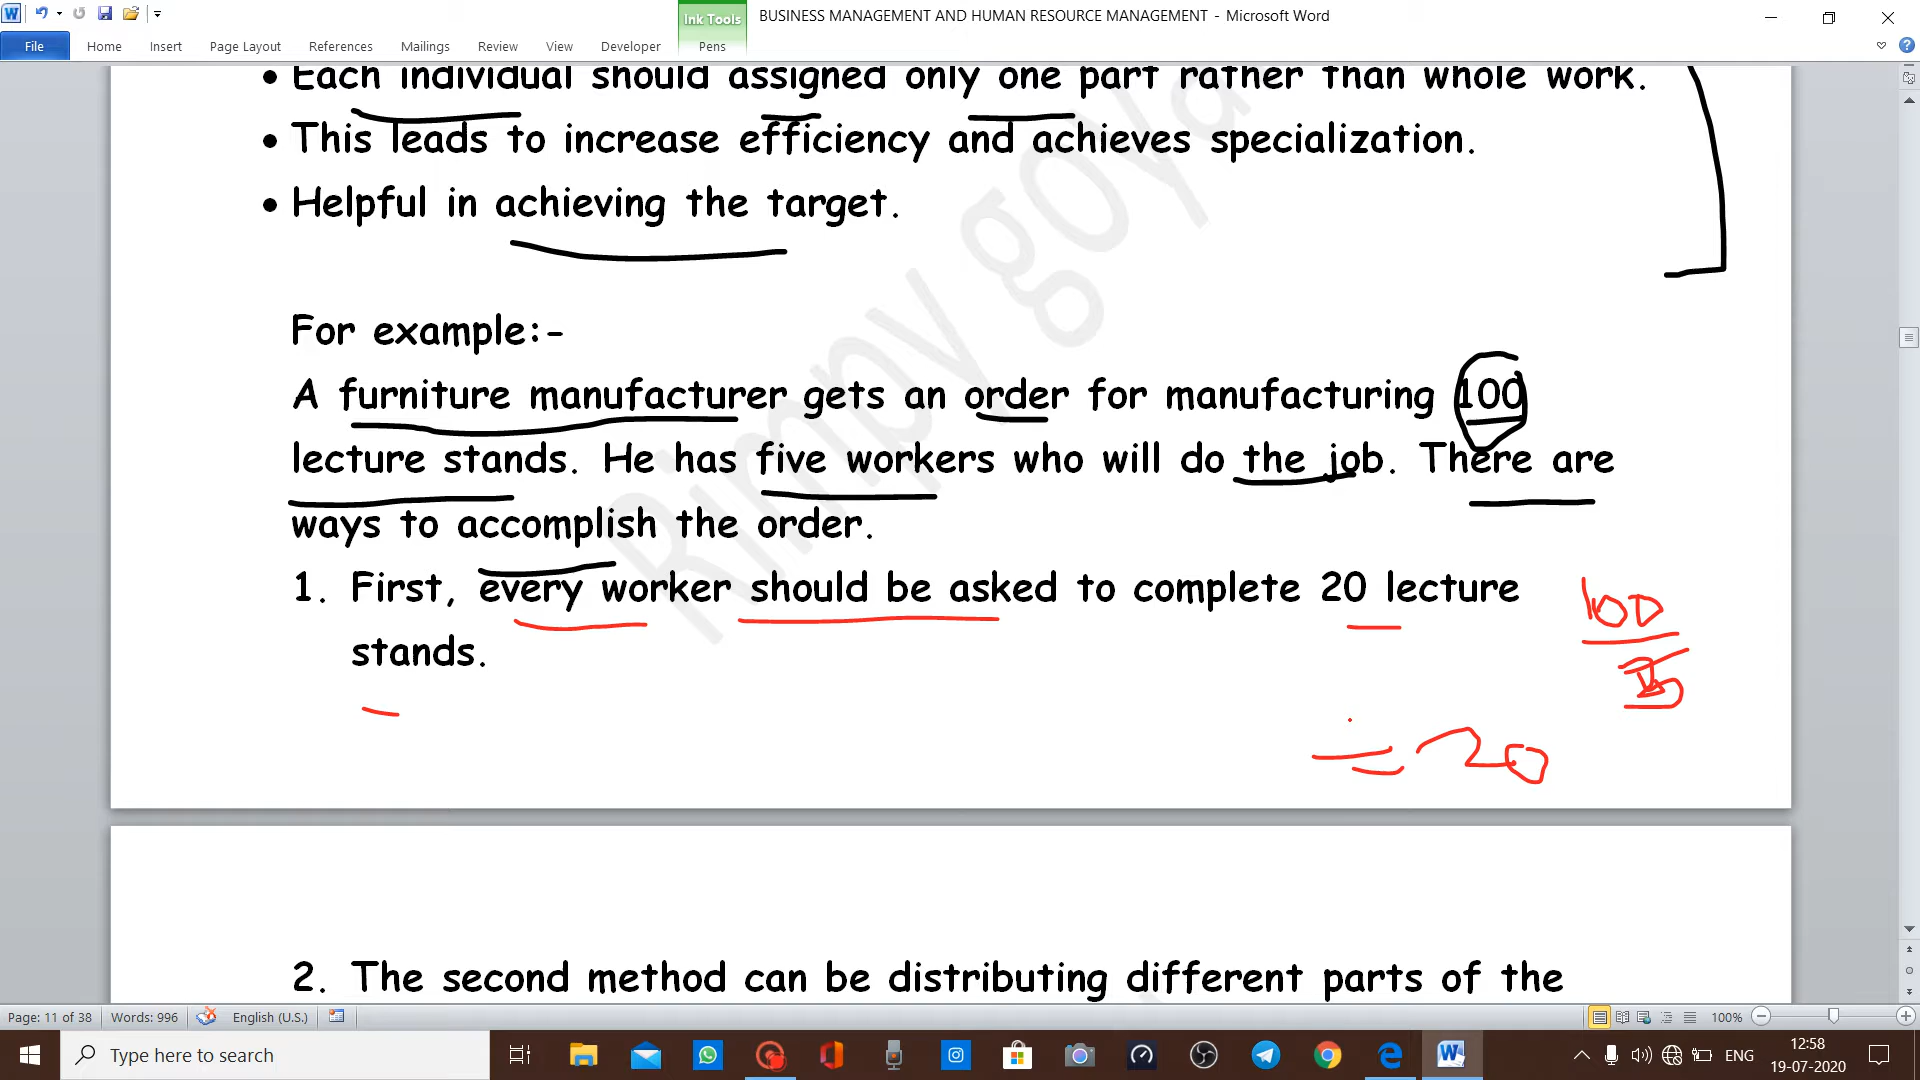 BUSINESS MANAGEMENT AND HUMAN RESOURCE MANAGEMENT - Microsoft Word
Ink Tools
File Home Insert Page Layout References Mailings Review View Developer Pens
• Each individual should assigned only one part rather than whole work.
• This leads to increase efficiency and achieves specialization.
• Helpful in achieving the target.
For example:-
A furniture manufacturer gets an order for manufacturing 100
lecture stands. He has five workers who will do the job. There are
ways to accomplish the order.
1. First, every worker should be asked to complete 20 lecture
stands.
100
5
= 20
Rimpy goya
2. The second method can be distributing different parts of the
Page: 11 of 38 Words: 996 English (U.S.) 100%
Type here to search
ENG
12:58
19-07-2020